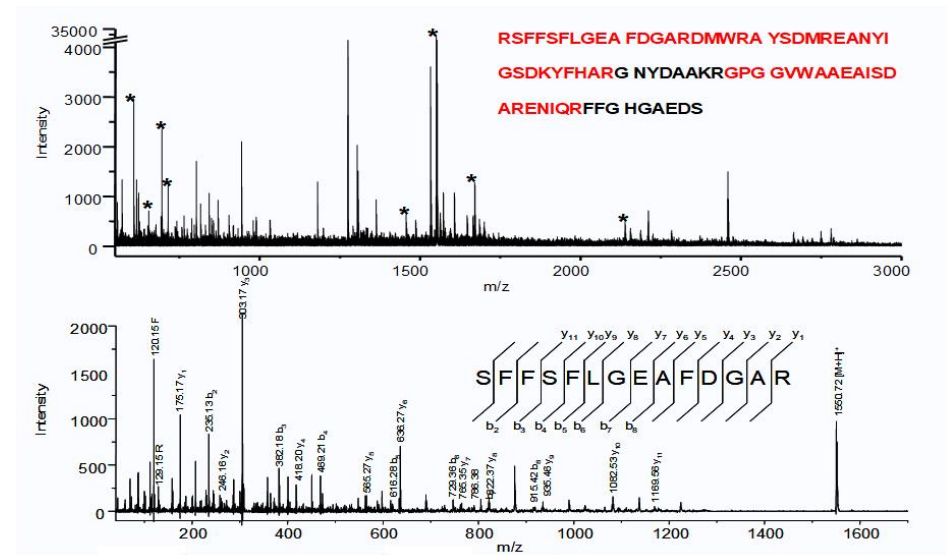 35000
4000
3000
2000
1000
0
Intensity
* * * * * * * *
RSFFSFLGEA FDGARDMWRA YSDMREANYI
GSDKYFHARG NYDAAKRGPG GVWAAEAISD
ARENIQRFFG HGAEDS
1000 1500 2000 2500 3000
m/z
2000
1500
1000
500
0
Intensity
120.15 F
129.15 R
175.17 y1
235.13 b2
246.16 y2
303.17 y3
382.18 b3
418.20 y4
469.21 b4
565.27 y5
616.28 b5
636.27 y6
729.36 b6
765.35 y7
786.36
822.37 y8
915.42 b8
935.46 y9
1082.53 y10
1169.56 y11
1550.72 [M+H]+
y11 y10 y9 y8 y7 y6 y5 y4 y3 y2 y1
SFFSFLGEAFDGAR
b2 b3 b4 b5 b6 b7 b8
200 400 600 800 1000 1200 1400 1600
m/z